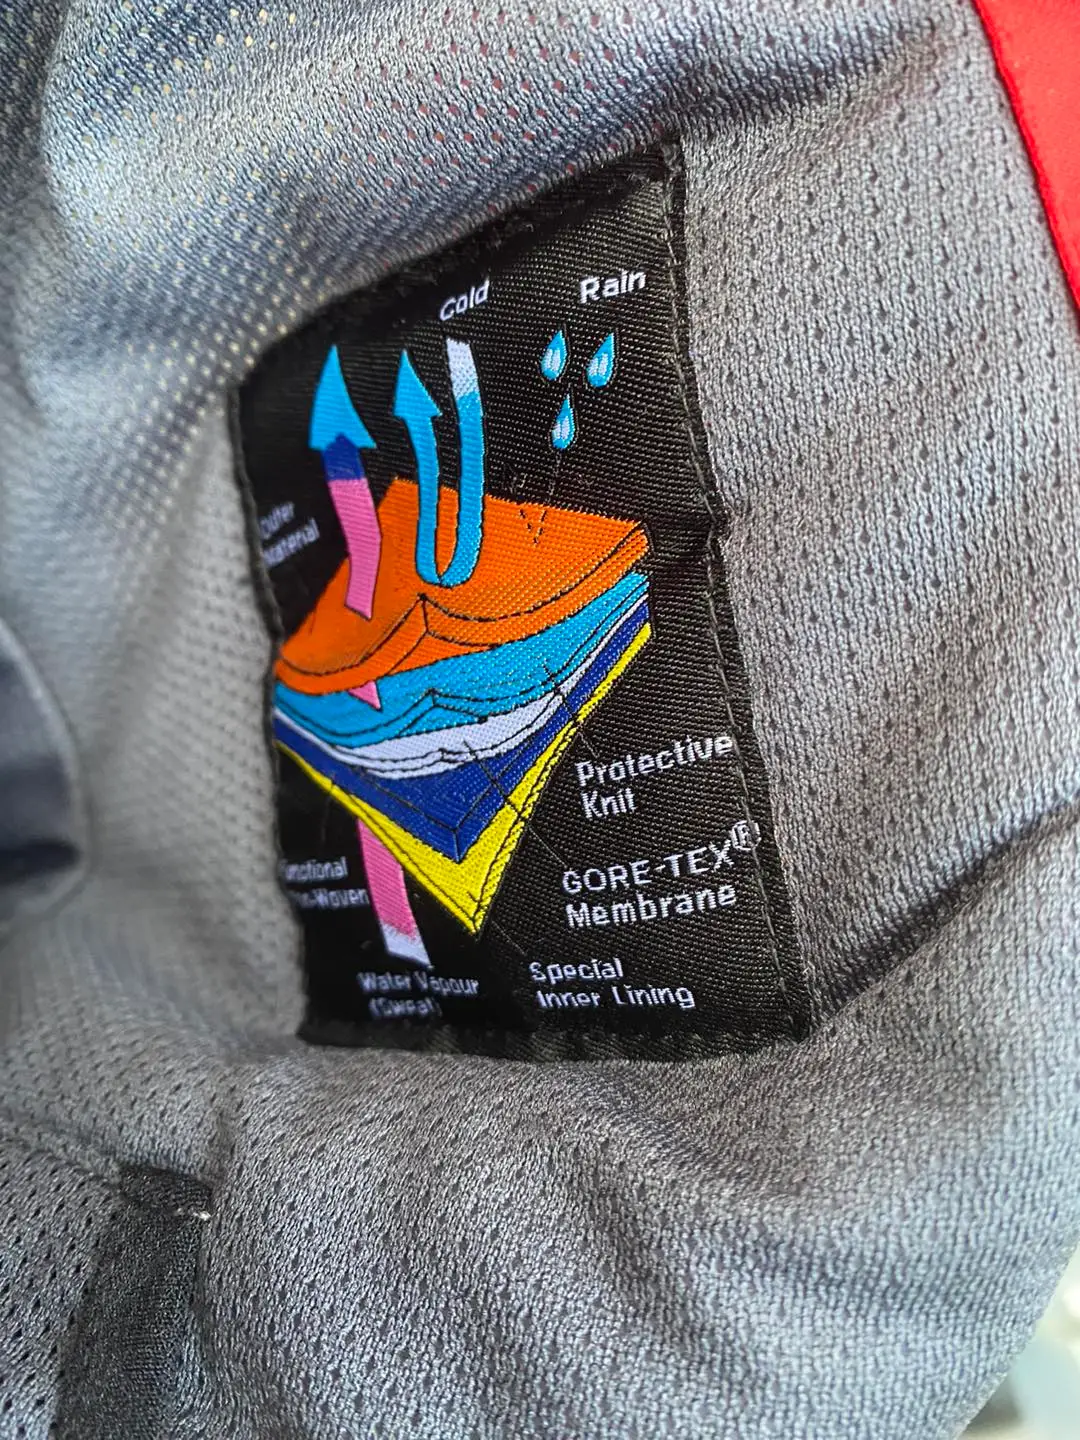 Cold
Rain
Outer
Material
Protective
Knit
Functional
Non-Woven
GORE-TEX®
Membrane
Water Vapour
(Sweat)
Special
Inner Lining